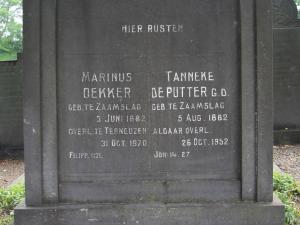 HIER RUSTEN
MARINUS
DEKKER
GEB. TE ZAAMSLAG
3 JUNI 1882
OVERL. TE TERNEUZEN
31 OCT. 1970
FILIPP. 1:21.
TANNEKE
DE PUTTER G.D.
GEB. TE ZAAMSLAG
5 AUG. 1882
ALDAAR OVERL.
26 OCT. 1952
JOH. 14:27.